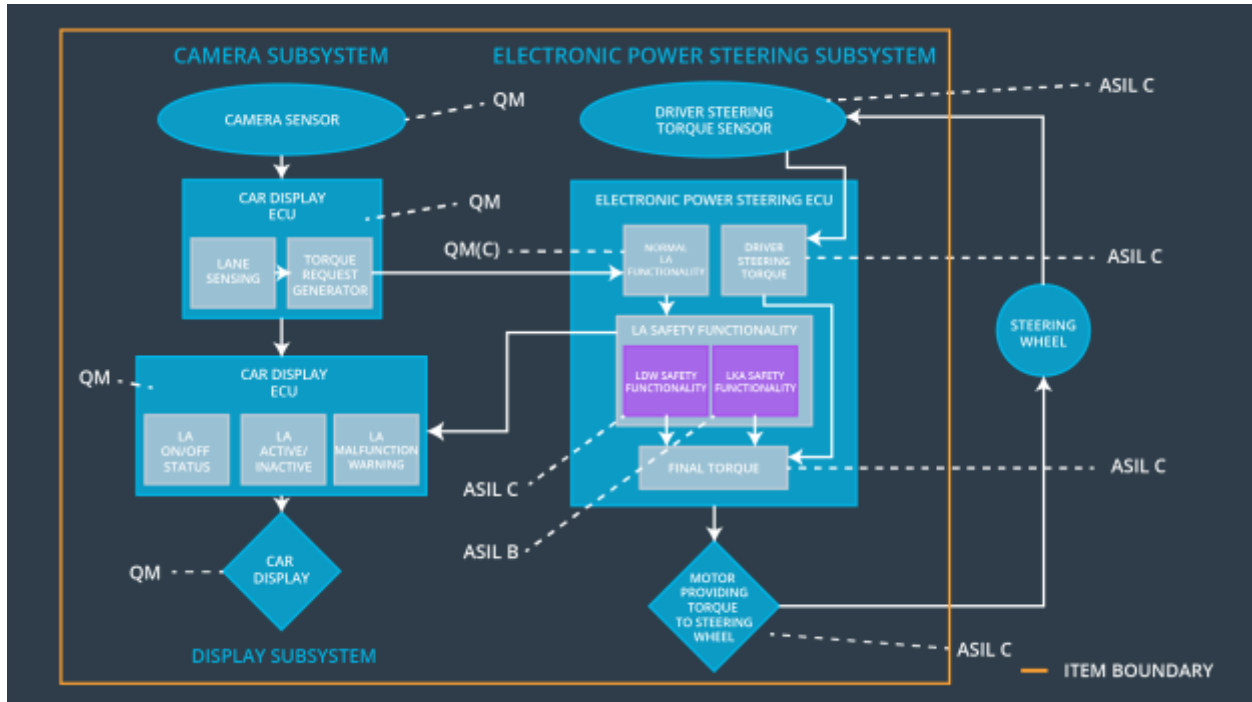 CAMERA SUBSYSTEM
ELECTRONIC POWER STEERING SUBSYSTEM
CAMERA SENSOR
QM
DRIVER STEERING
TORQUE SENSOR
ASIL C
CAR DISPLAY
ECU
QM
LANE
SENSING
TORQUE
REQUEST
GENERATOR
ELECTRONIC POWER STEERING ECU
QM(C)
NORMAL
LA
FUNCTIONALITY
DRIVER
STEERING
TORQUE
ASIL C
STEERING
WHEEL
LA SAFETY FUNCTIONALITY
LDW SAFETY
FUNCTIONALITY
LKA SAFETY
FUNCTIONALITY
QM
CAR DISPLAY
ECU
LA
ON/OFF
STATUS
LA
ACTIVE/
INACTIVE
LA
MALFUNCTION
WARNING
FINAL TORQUE
ASIL C
ASIL C
ASIL B
QM
CAR
DISPLAY
MOTOR
PROVIDING
TORQUE
TO STEERING
WHEEL
ASIL C
DISPLAY SUBSYSTEM
ITEM BOUNDARY